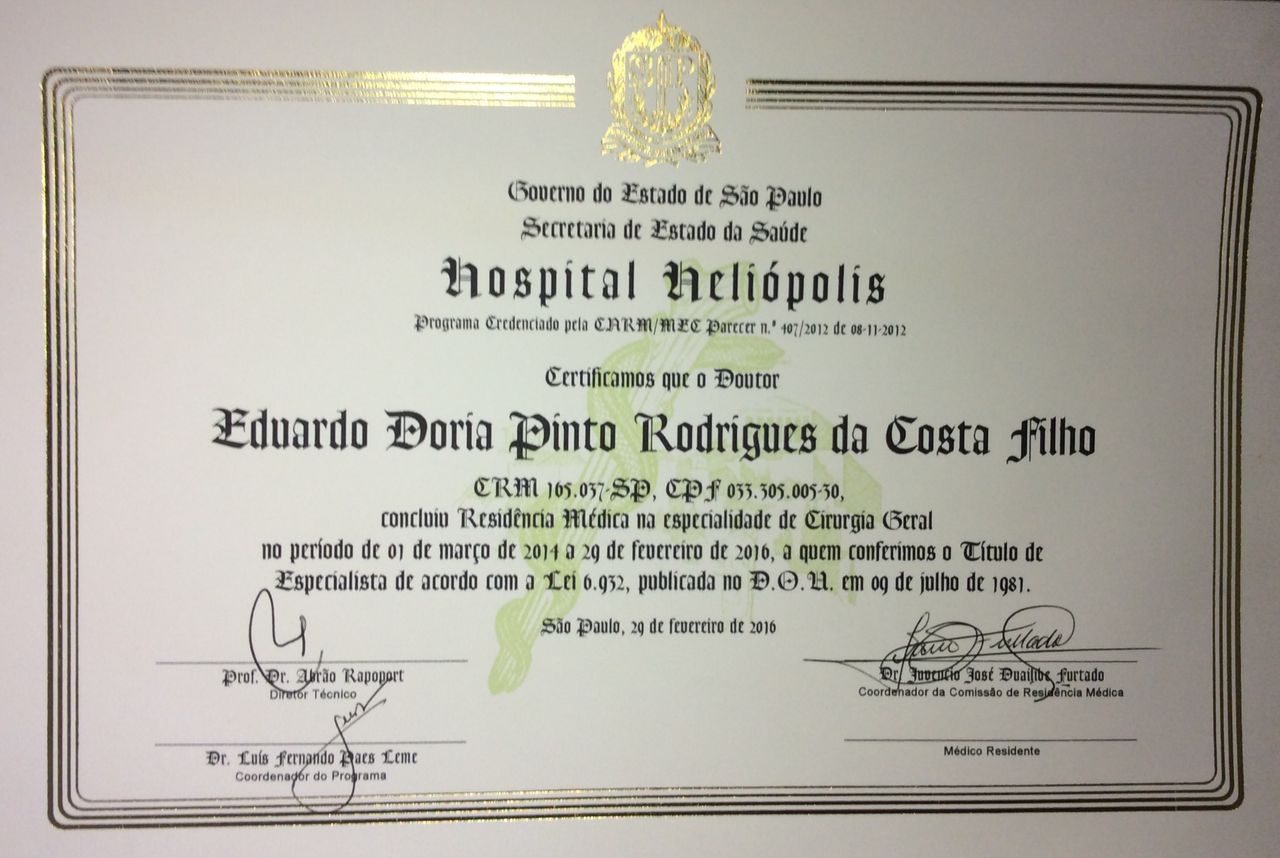 Governo do Estado de São Paulo
Secretaria de Estado da Saúde
Hospital Heliópolis
Programa Credenciado pela CNRM/MEC Parecer n.º 407/2012 de 08-11-2012
Certificamos que o Doutor
Eduardo Doria Pinto Rodrigues da Costa Filho
CRM 165.037-SP, CPF 033.305.005-30,
concluiu Residência Médica na especialidade de Cirurgia Geral
no período de 01 de março de 2014 a 29 de fevereiro de 2016, a quem conferimos o Título de
Especialista de acordo com a Lei 6.932, publicada no D.O.U. em 09 de julho de 1981.
São Paulo, 29 de fevereiro de 2016
Prof. Dr. Abrão Rapoport
Diretor Técnico
Dr. Juvencio José Duailibe Furtado
Coordenador da Comissão de Residência Médica
Dr. Luís Fernando Paes Leme
Coordenador do Programa
Médico Residente